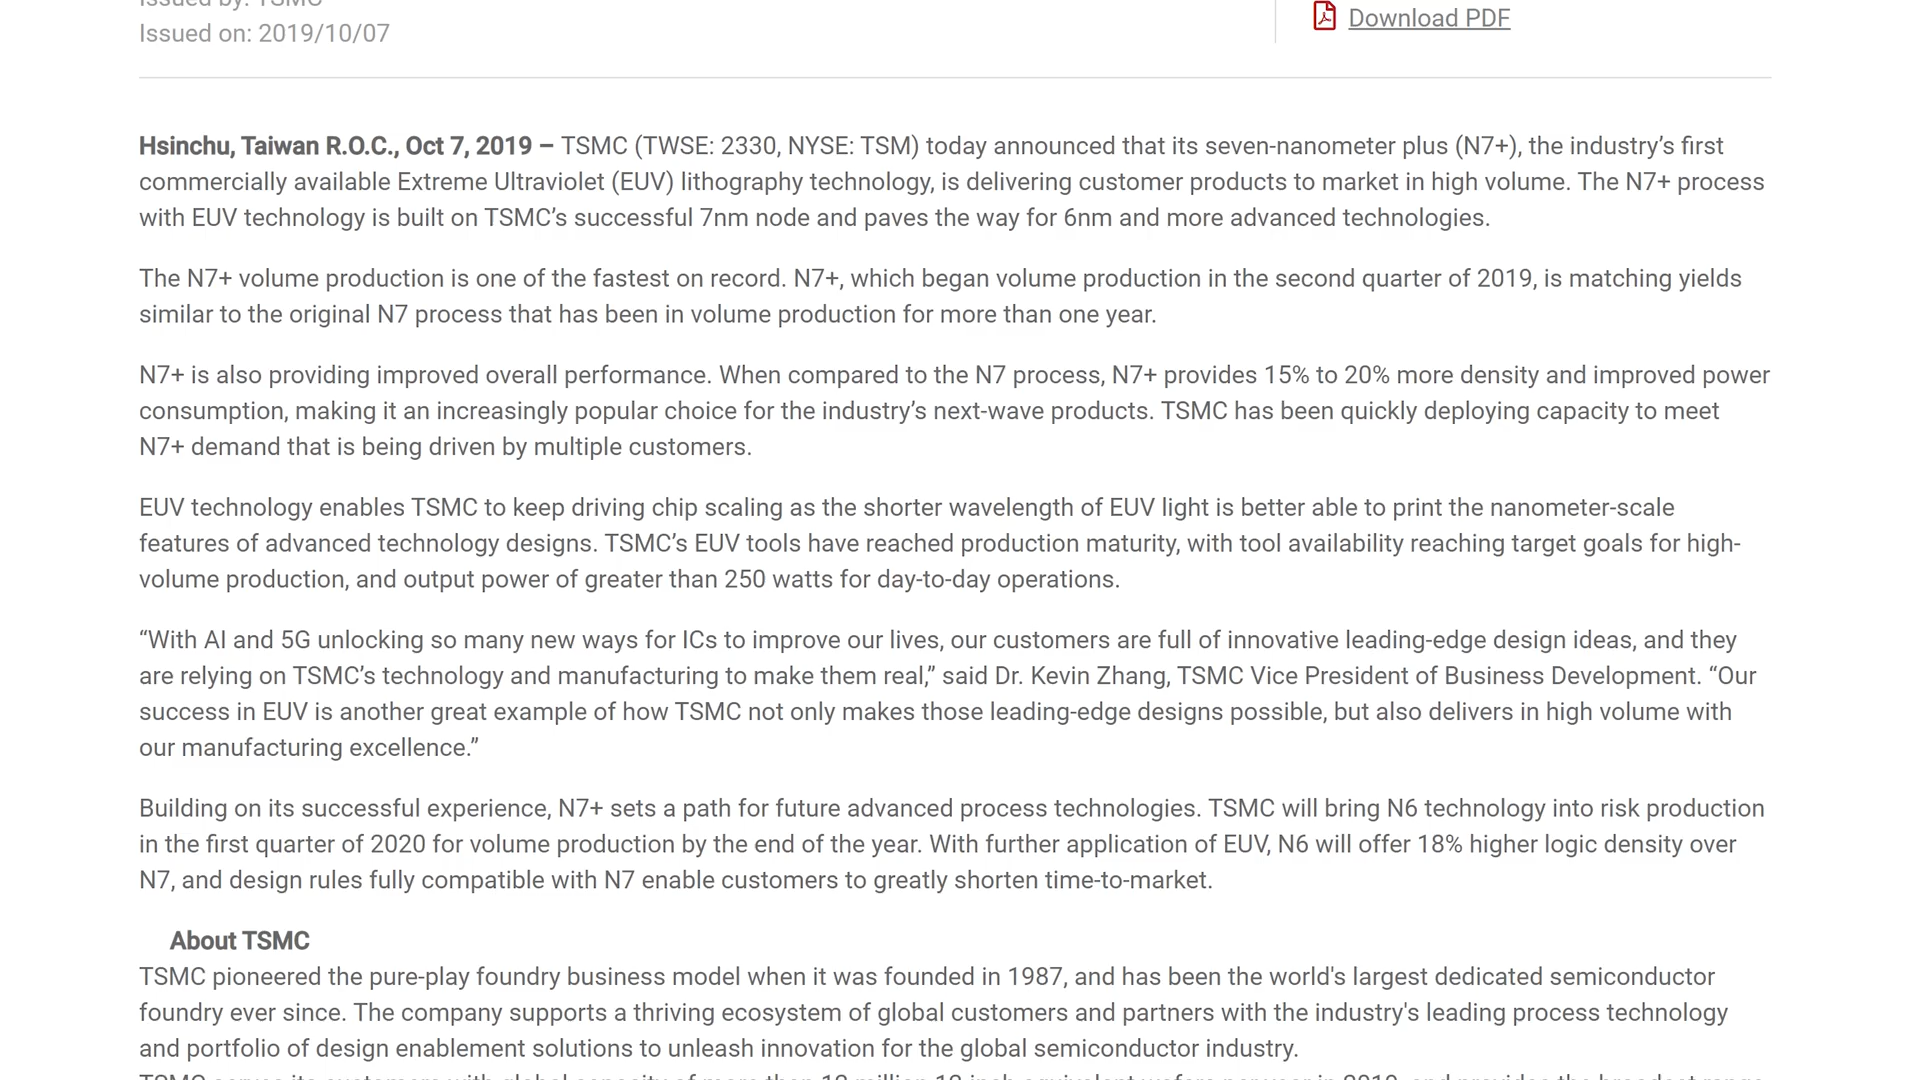 Issued by: TSMC
Issued on: 2019/10/07
Download PDF
Hsinchu, Taiwan R.O.C., Oct 7, 2019 – TSMC (TWSE: 2330, NYSE: TSM) today announced that its seven-nanometer plus (N7+), the industry’s first
commercially available Extreme Ultraviolet (EUV) lithography technology, is delivering customer products to market in high volume. The N7+ process
with EUV technology is built on TSMC’s successful 7nm node and paves the way for 6nm and more advanced technologies.
The N7+ volume production is one of the fastest on record. N7+, which began volume production in the second quarter of 2019, is matching yields
similar to the original N7 process that has been in volume production for more than one year.
N7+ is also providing improved overall performance. When compared to the N7 process, N7+ provides 15% to 20% more density and improved power
consumption, making it an increasingly popular choice for the industry’s next-wave products. TSMC has been quickly deploying capacity to meet
N7+ demand that is being driven by multiple customers.
EUV technology enables TSMC to keep driving chip scaling as the shorter wavelength of EUV light is better able to print the nanometer-scale
features of advanced technology designs. TSMC’s EUV tools have reached production maturity, with tool availability reaching target goals for high-
volume production, and output power of greater than 250 watts for day-to-day operations.
“With AI and 5G unlocking so many new ways for ICs to improve our lives, our customers are full of innovative leading-edge design ideas, and they
are relying on TSMC’s technology and manufacturing to make them real,” said Dr. Kevin Zhang, TSMC Vice President of Business Development. “Our
success in EUV is another great example of how TSMC not only makes those leading-edge designs possible, but also delivers in high volume with
our manufacturing excellence.”
Building on its successful experience, N7+ sets a path for future advanced process technologies. TSMC will bring N6 technology into risk production
in the first quarter of 2020 for volume production by the end of the year. With further application of EUV, N6 will offer 18% higher logic density over
N7, and design rules fully compatible with N7 enable customers to greatly shorten time-to-market.
About TSMC
TSMC pioneered the pure-play foundry business model when it was founded in 1987, and has been the world's largest dedicated semiconductor
foundry ever since. The company supports a thriving ecosystem of global customers and partners with the industry's leading process technology
and portfolio of design enablement solutions to unleash innovation for the global semiconductor industry.